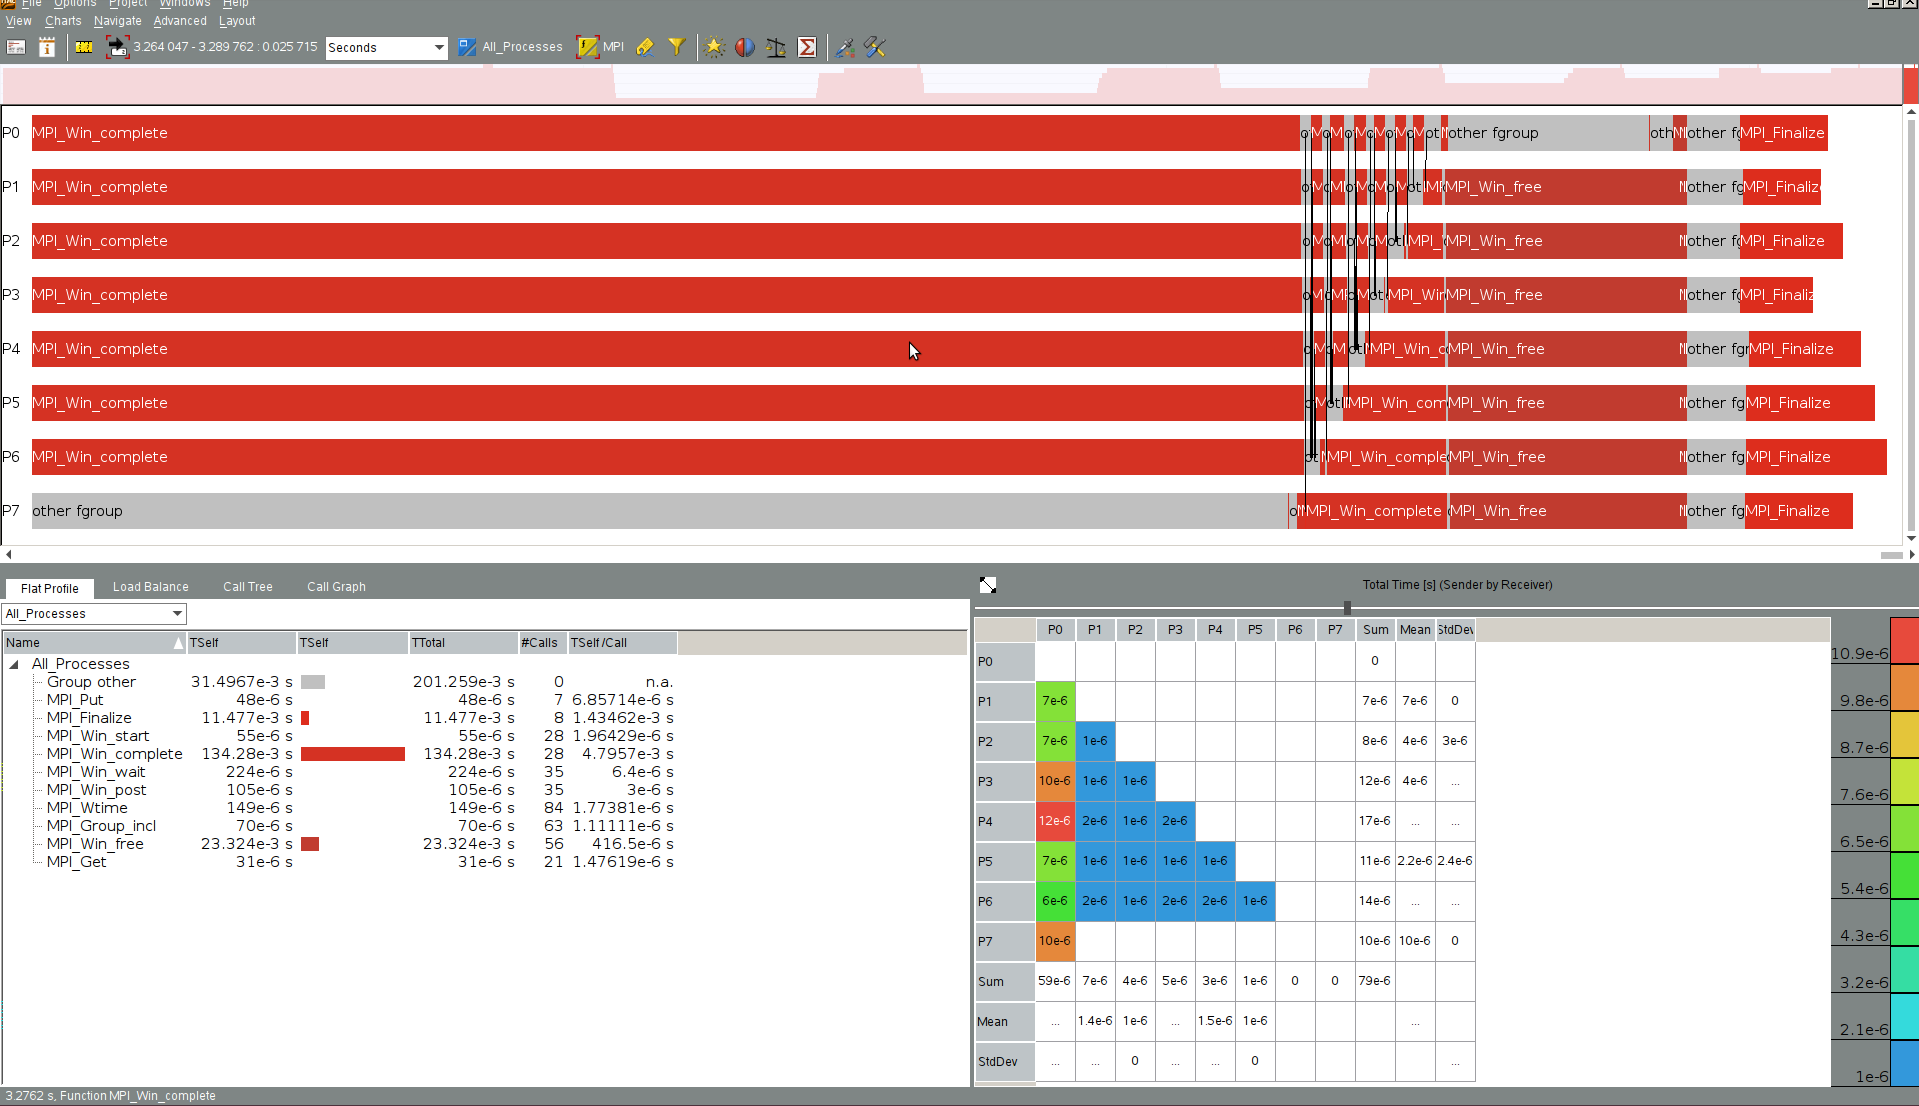 File Options Project Windows Help
View Charts Navigate Advanced Layout
3.264 047 - 3.289 762 : 0.025 715 Seconds All_Processes MPI
P0 MPI_Win_complete other fgroup oth other fg MPI_Finalize
P1 MPI_Win_complete MPI_Win_free other fg MPI_Finaliz
P2 MPI_Win_complete MPI_ MPI_Win_free other fg MPI_Finalize
P3 MPI_Win_complete MPI_Win MPI_Win_free other fg MPI_Finaliz
P4 MPI_Win_complete MPI_Win_c MPI_Win_free other fgr MPI_Finalize
P5 MPI_Win_complete MPI_Win_com MPI_Win_free other fg MPI_Finalize
P6 MPI_Win_complete MPI_Win_comple MPI_Win_free other fg MPI_Finalize
P7 other fgroup MPI_Win_complete MPI_Win_free other fg MPI_Finalize
Flat Profile Load Balance Call Tree Call Graph
All_Processes
Name TSelf TSelf TTotal #Calls TSelf/Call
All_Processes
Group other 31.4967e-3 s 201.259e-3 s 0 n.a.
MPI_Put 48e-6 s 48e-6 s 7 6.85714e-6 s
MPI_Finalize 11.477e-3 s 11.477e-3 s 8 1.43462e-3 s
MPI_Win_start 55e-6 s 55e-6 s 28 1.96429e-6 s
MPI_Win_complete 134.28e-3 s 134.28e-3 s 28 4.7957e-3 s
MPI_Win_wait 224e-6 s 224e-6 s 35 6.4e-6 s
MPI_Win_post 105e-6 s 105e-6 s 35 3e-6 s
MPI_Wtime 149e-6 s 149e-6 s 84 1.77381e-6 s
MPI_Group_incl 70e-6 s 70e-6 s 63 1.11111e-6 s
MPI_Win_free 23.324e-3 s 23.324e-3 s 56 416.5e-6 s
MPI_Get 31e-6 s 31e-6 s 21 1.47619e-6 s
Total Time [s] (Sender by Receiver)
P0 P1 P2 P3 P4 P5 P6 P7 Sum Mean StdDev
P0 0
P1 7e-6 7e-6 7e-6 0
P2 7e-6 1e-6 8e-6 4e-6 3e-6
P3 10e-6 1e-6 1e-6 12e-6 4e-6 ...
P4 12e-6 2e-6 1e-6 2e-6 17e-6 ... ...
P5 7e-6 1e-6 1e-6 1e-6 1e-6 11e-6 2.2e-6 2.4e-6
P6 6e-6 2e-6 1e-6 2e-6 2e-6 1e-6 14e-6 ... ...
P7 10e-6 10e-6 10e-6 0
Sum 59e-6 7e-6 4e-6 5e-6 3e-6 1e-6 0 0 79e-6
Mean ... 1.4e-6 1e-6 ... 1.5e-6 1e-6 ...
StdDev ... ... 0 ... ... 0 ...
10.9e-6
9.8e-6
8.7e-6
7.6e-6
6.5e-6
5.4e-6
4.3e-6
3.2e-6
2.1e-6
1e-6
3.2762 s, Function MPI_Win_complete